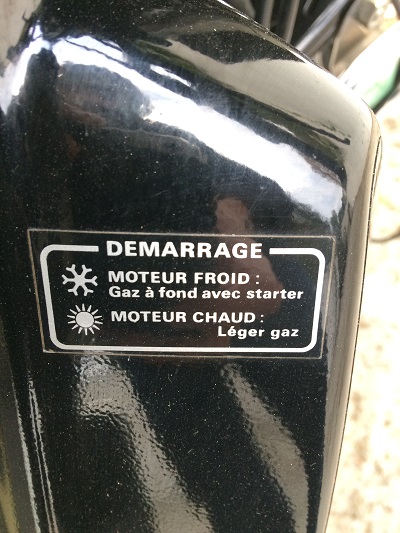 DEMARRAGE
MOTEUR FROID :
Gaz à fond avec starter
MOTEUR CHAUD :
Léger gaz